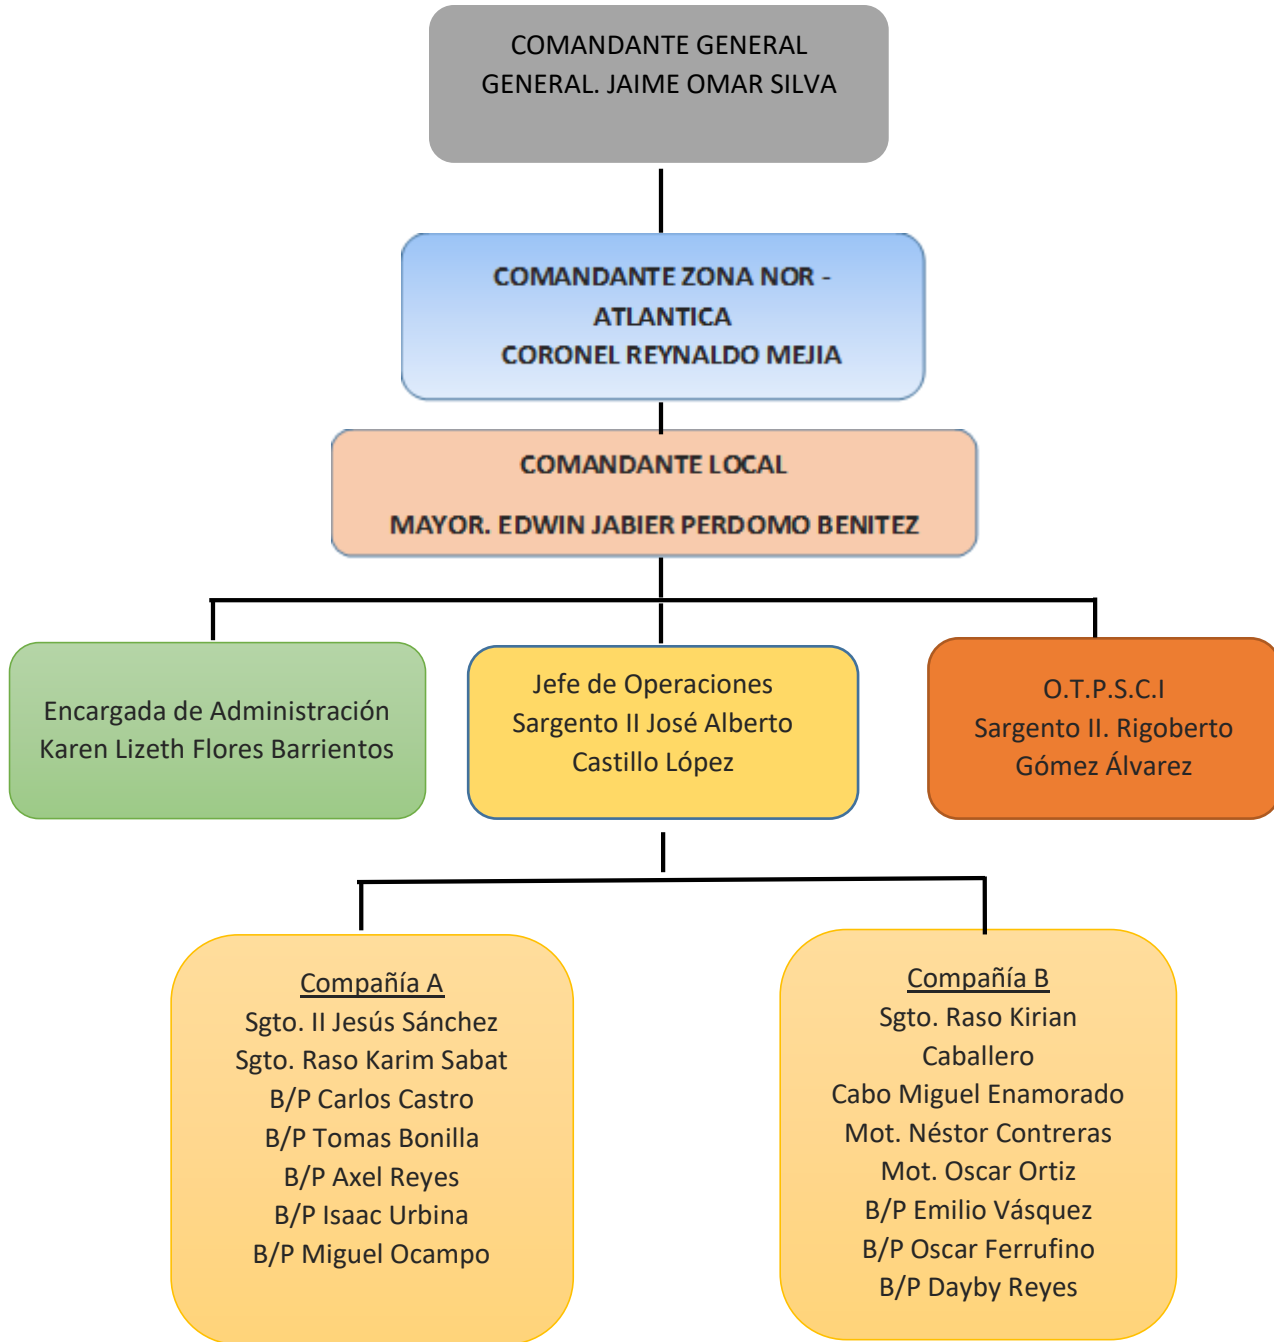 COMANDANTE GENERAL
GENERAL. JAIME OMAR SILVA
COMANDANTE ZONA NOR -
ATLANTICA
CORONEL REYNALDO MEJIA
COMANDANTE LOCAL
MAYOR. EDWIN JABIER PERDOMO BENITEZ
Encargada de Administración
Karen Lizeth Flores Barrientos
Jefe de Operaciones
Sargento II José Alberto
Castillo López
O.T.P.S.C.I
Sargento II. Rigoberto
Gómez Álvarez
Compañía A
Sgto. II Jesús Sánchez
Sgto. Raso Karim Sabat
B/P Carlos Castro
B/P Tomas Bonilla
B/P Axel Reyes
B/P Isaac Urbina
B/P Miguel Ocampo
Compañía B
Sgto. Raso Kirian
Caballero
Cabo Miguel Enamorado
Mot. Néstor Contreras
Mot. Oscar Ortiz
B/P Emilio Vásquez
B/P Oscar Ferrufino
B/P Dayby Reyes